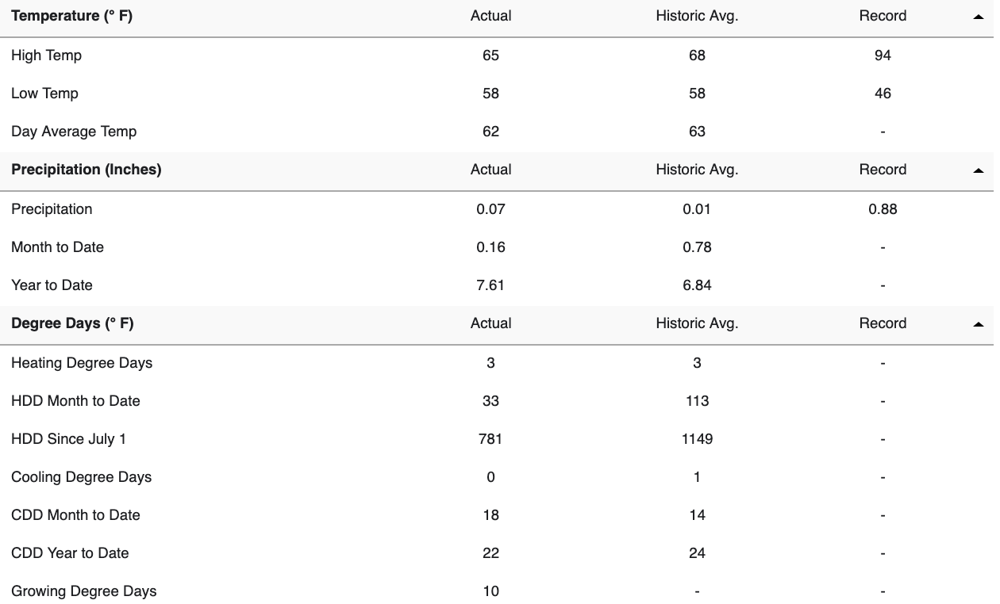 Temperature (° F) Actual Historic Avg. Record
High Temp 65 68 94
Low Temp 58 58 46
Day Average Temp 62 63 -
Precipitation (Inches) Actual Historic Avg. Record
Precipitation 0.07 0.01 0.88
Month to Date 0.16 0.78 -
Year to Date 7.61 6.84 -
Degree Days (° F) Actual Historic Avg. Record
Heating Degree Days 3 3 -
HDD Month to Date 33 113 -
HDD Since July 1 781 1149 -
Cooling Degree Days 0 1 -
CDD Month to Date 18 14 -
CDD Year to Date 22 24 -
Growing Degree Days 10 - -